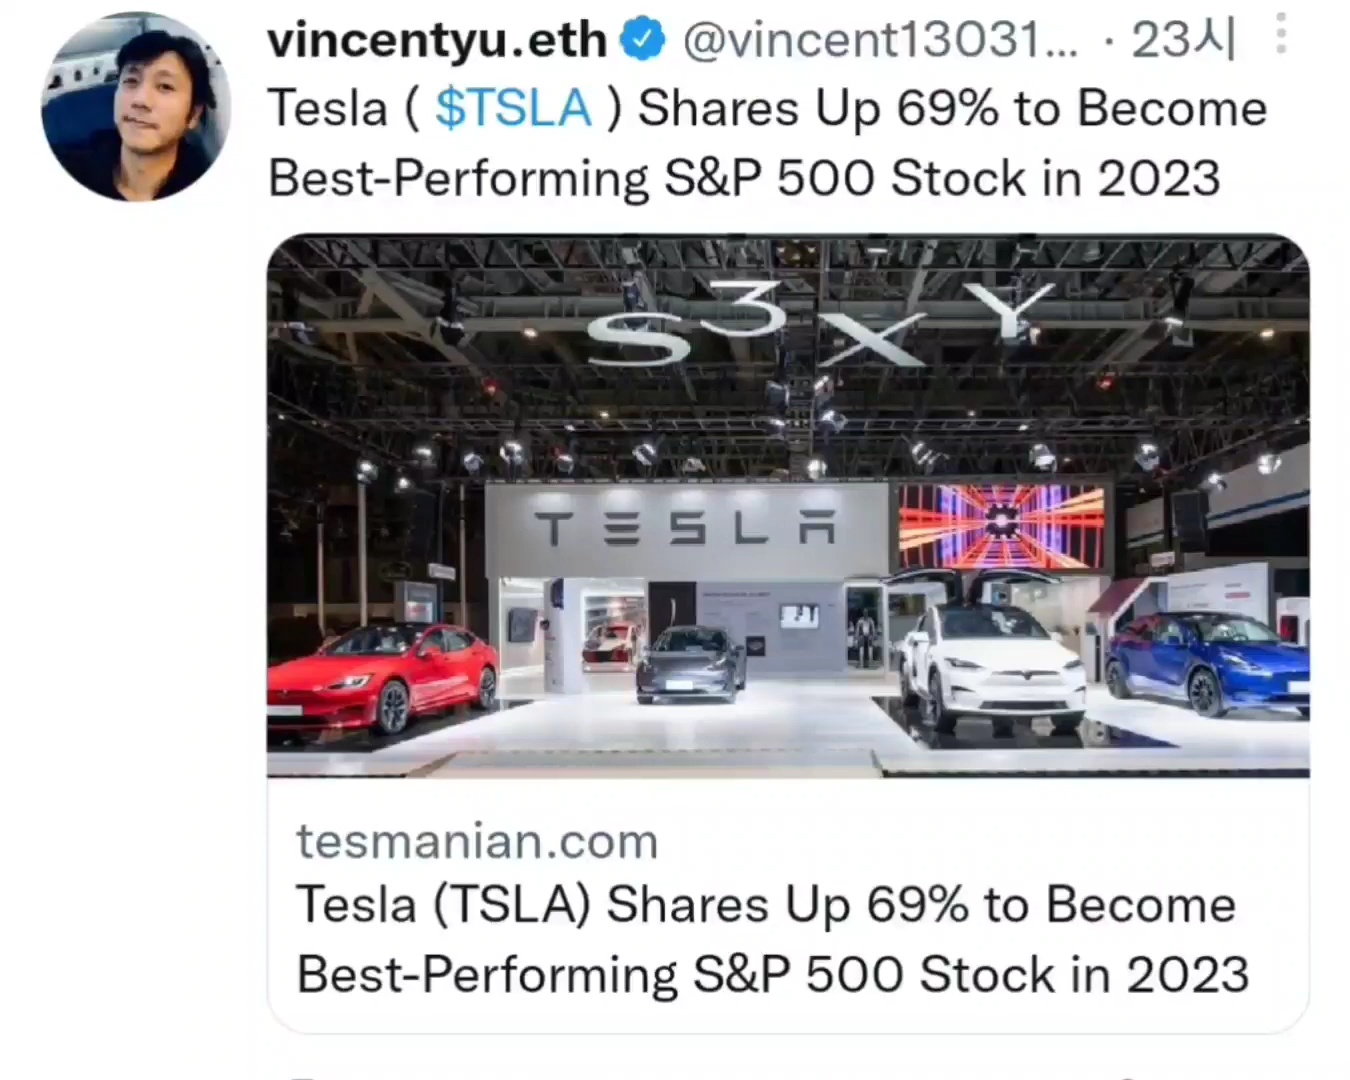 vincentyu.eth @vincent13031... · 23시
Tesla ( $TSLA ) Shares Up 69% to Become
Best-Performing S&P 500 Stock in 2023
S3XY
TESLA
tesmanian.com
Tesla (TSLA) Shares Up 69% to Become
Best-Performing S&P 500 Stock in 2023